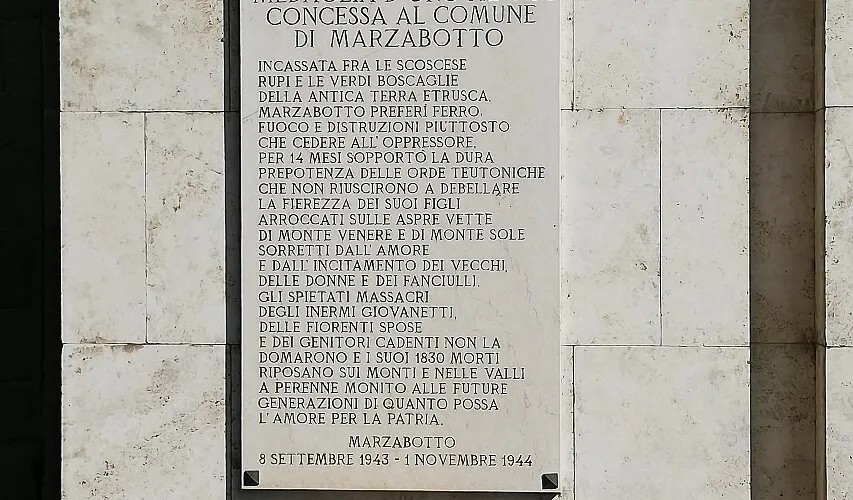 CONCESSA AL COMUNE
DI MARZABOTTO
INCASSATA FRA LE SCOSCESE
RUPI E LE VERDI BOSCAGLIE
DELLA ANTICA TERRA ETRUSCA,
MARZABOTTO PREFERÌ FERRO,
FUOCO E DISTRUZIONI PIUTTOSTO
CHE CEDERE ALL'OPPRESSORE.
PER 14 MESI SOPPORTÒ LA DURA
PREPOTENZA DELLE ORDE TEUTONICHE
CHE NON RIUSCIRONO A DEBELLARE
LA FIEREZZA DEI SUOI FIGLI
ARROCCATI SULLE ASPRE VETTE
DI MONTE VENERE E DI MONTE SOLE
SORRETTI DALL'AMORE
E DALL'INCITAMENTO DEI VECCHI,
DELLE DONNE E DEI FANCIULLI.
GLI SPIETATI MASSACRI
DEGLI INERMI GIOVANETTI,
DELLE FIORENTI SPOSE
E DEI GENITORI CADENTI NON LA
DOMARONO E I SUOI 1830 MORTI
RIPOSANO SUI MONTI E NELLE VALLI
A PERENNE MONITO ALLE FUTURE
GENERAZIONI DI QUANTO POSSA
L'AMORE PER LA PATRIA.
MARZABOTTO
8 SETTEMBRE 1943 - 1 NOVEMBRE 1944